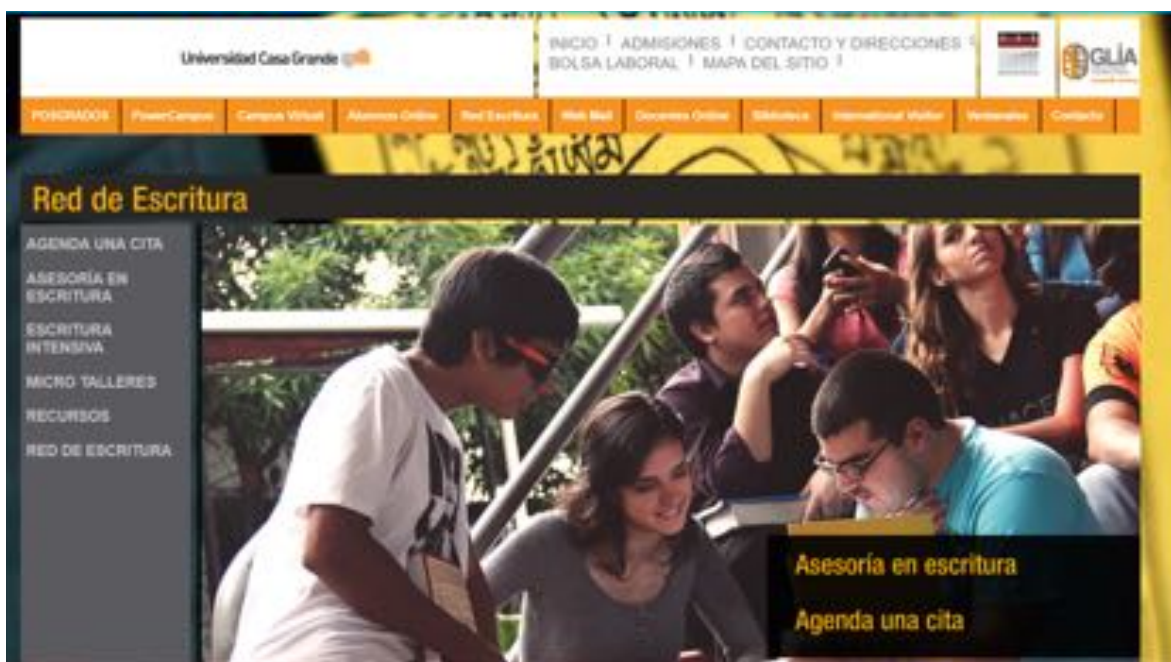 Universidad Casa Grande
INICIO | ADMISIONES | CONTACTO Y DIRECCIONES |
BOLSA LABORAL | MAPA DEL SITIO |
GLÍA
POSGRADOS PowerCampus Campus Virtual Alumnos Online Red Escritura Web Mail Docentes Online Biblioteca International Visitor Ventanales Contacto
Red de Escritura
AGENDA UNA CITA
ASESORÍA EN
ESCRITURA
ESCRITURA
INTENSIVA
MICRO TALLERES
RECURSOS
RED DE ESCRITURA
Asesoría en escritura
Agenda una cita